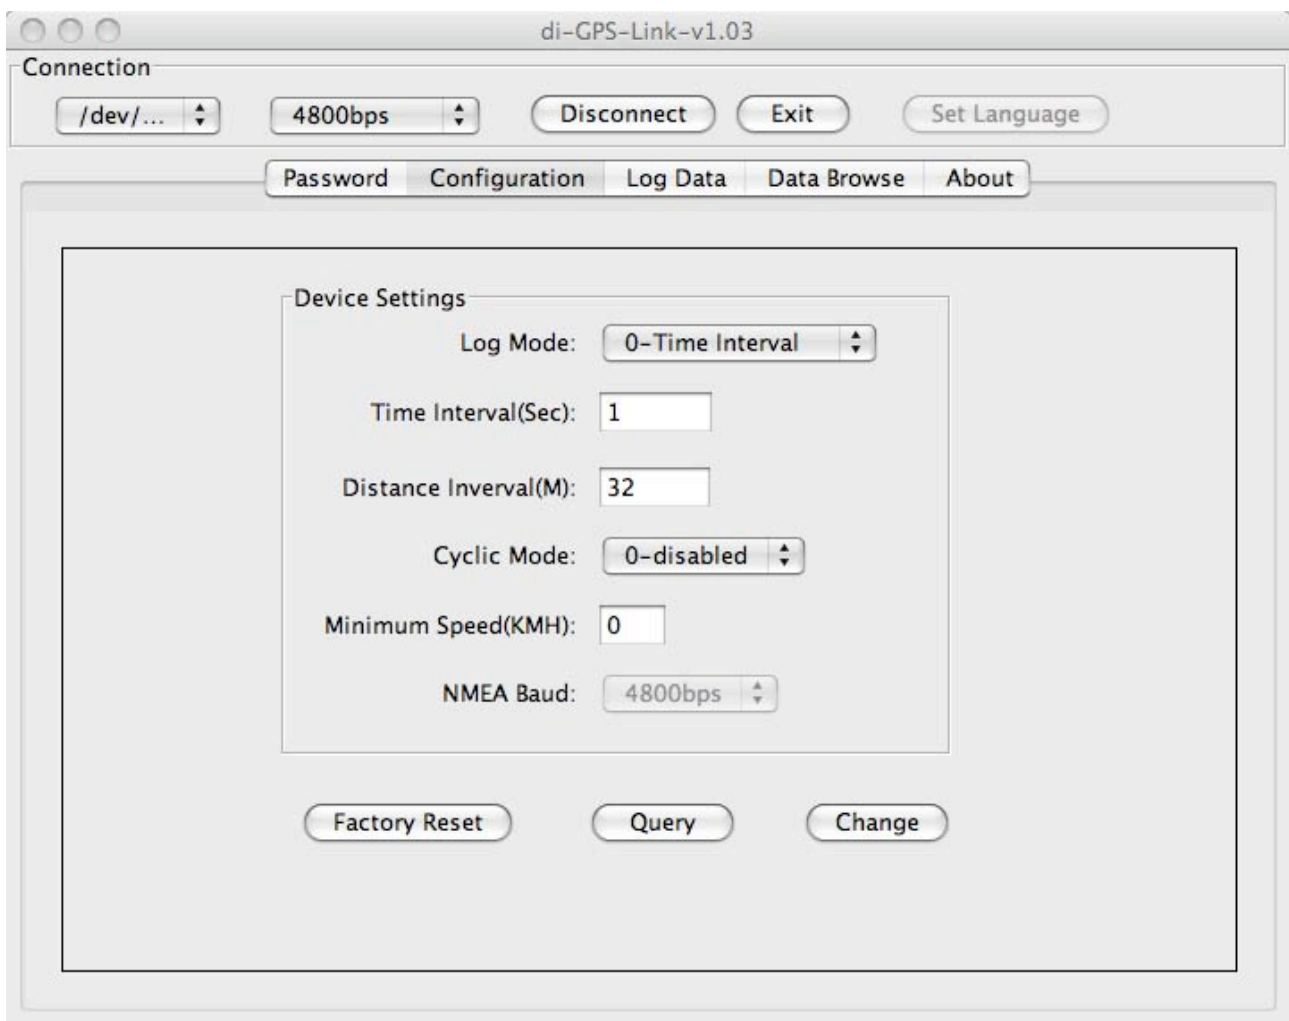 di-GPS-Link-v1.03
Connection
/dev/... 4800bps Disconnect Exit Set Language
Password Configuration Log Data Data Browse About
Device Settings
Log Mode: 0-Time Interval
Time Interval(Sec): 1
Distance Inverval(M): 32
Cyclic Mode: 0-disabled
Minimum Speed(KMH): 0
NMEA Baud: 4800bps
Factory Reset Query Change